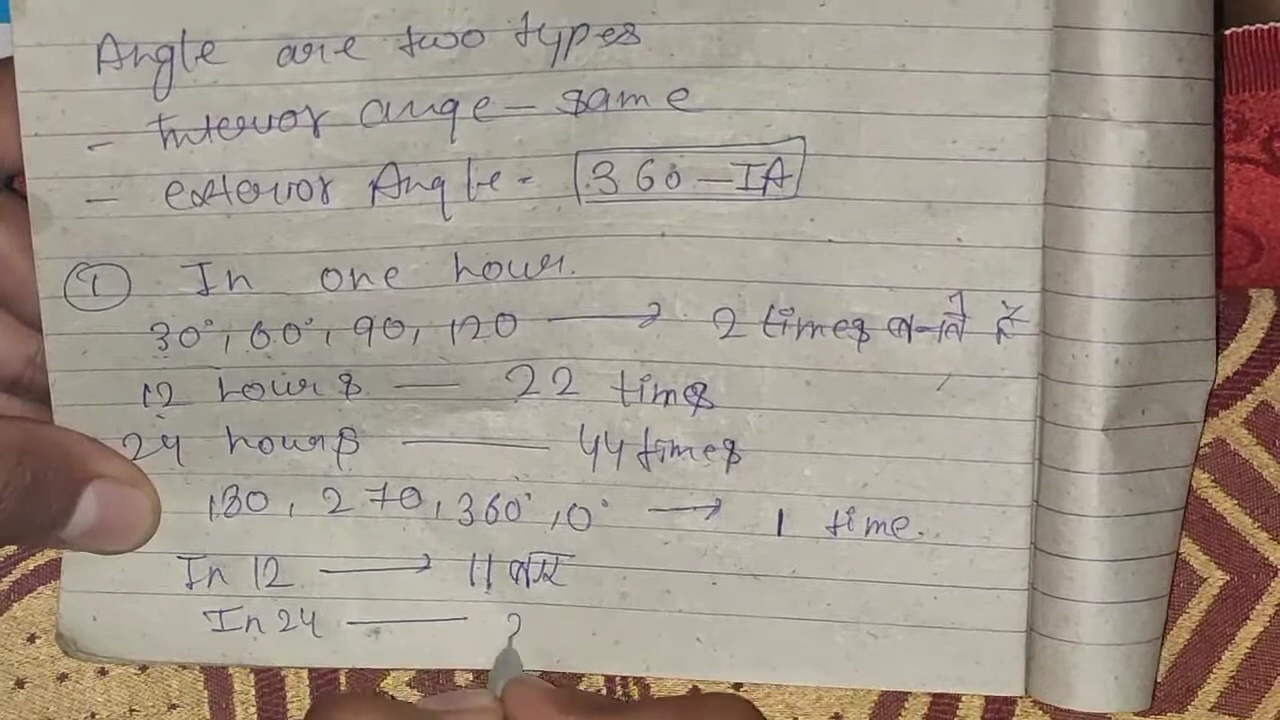 Angle are two types
- Interior ange - same
- exterior Angle - 360 - IA
① In one hour.
30°, 60°, 90, 120 → 2 times बनते हैं
12 hours — 22 times
24 hours — 44 times
180, 270, 360°, 0° → 1 time.
In 12 → 11 बार
In 24 — 2